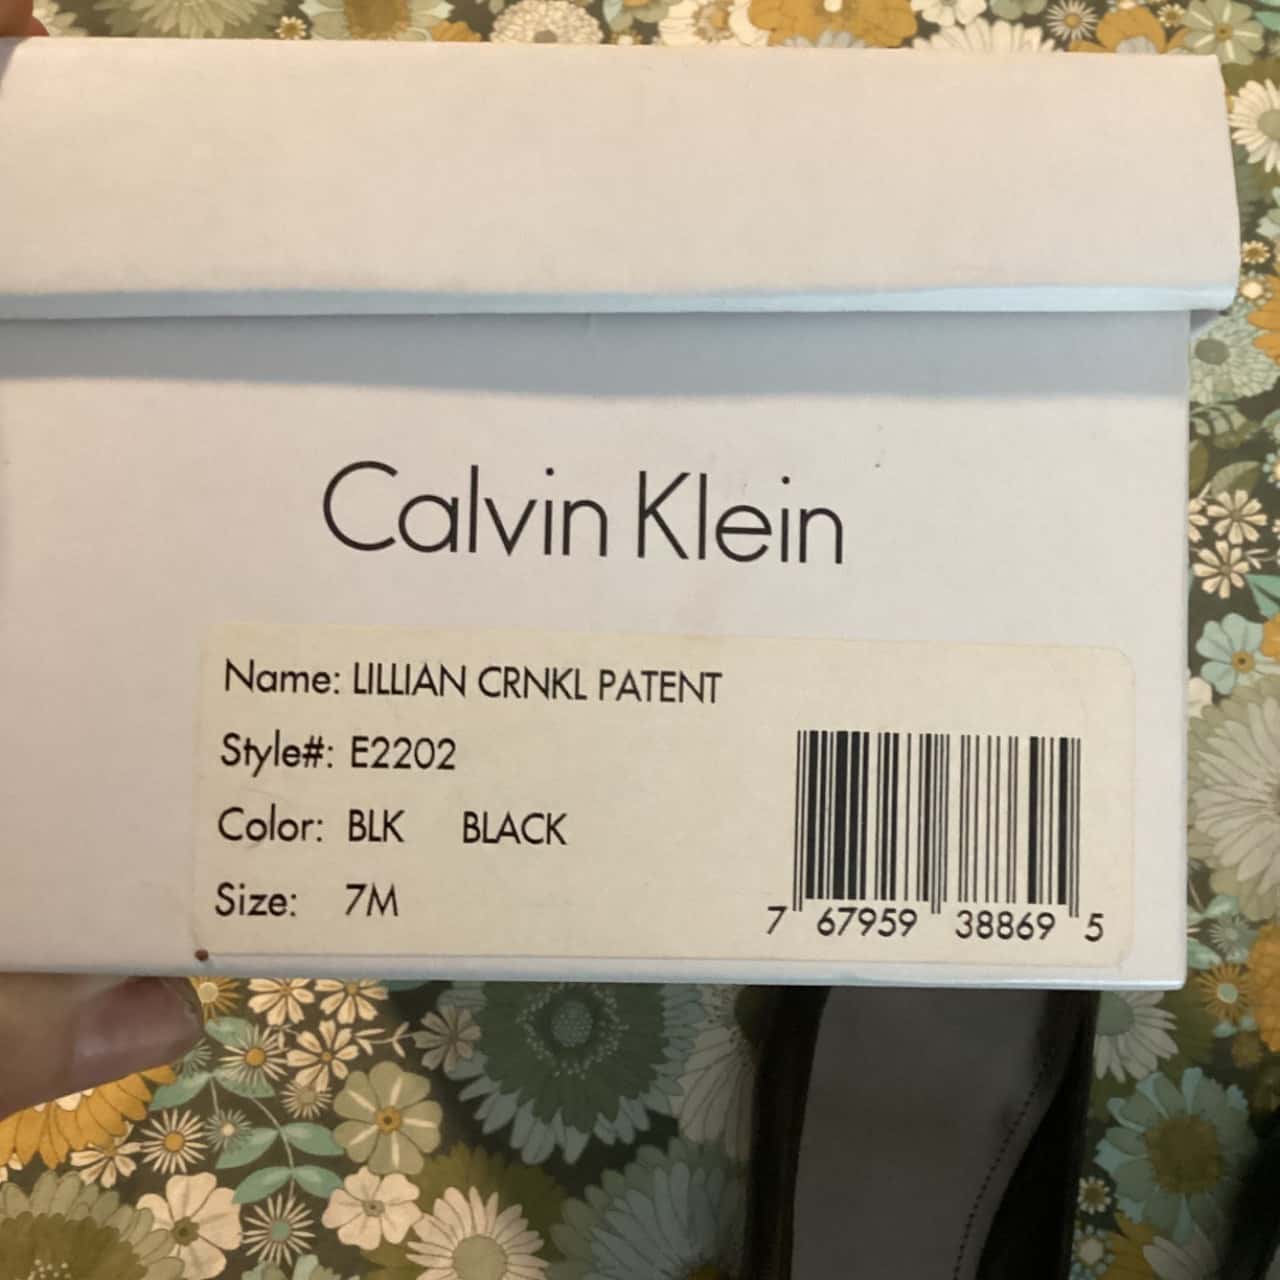 Calvin Klein
Name: LILLIAN CRNKL PATENT
Style#: E2202
Color: BLK BLACK
Size: 7M
7 67959 38869 5